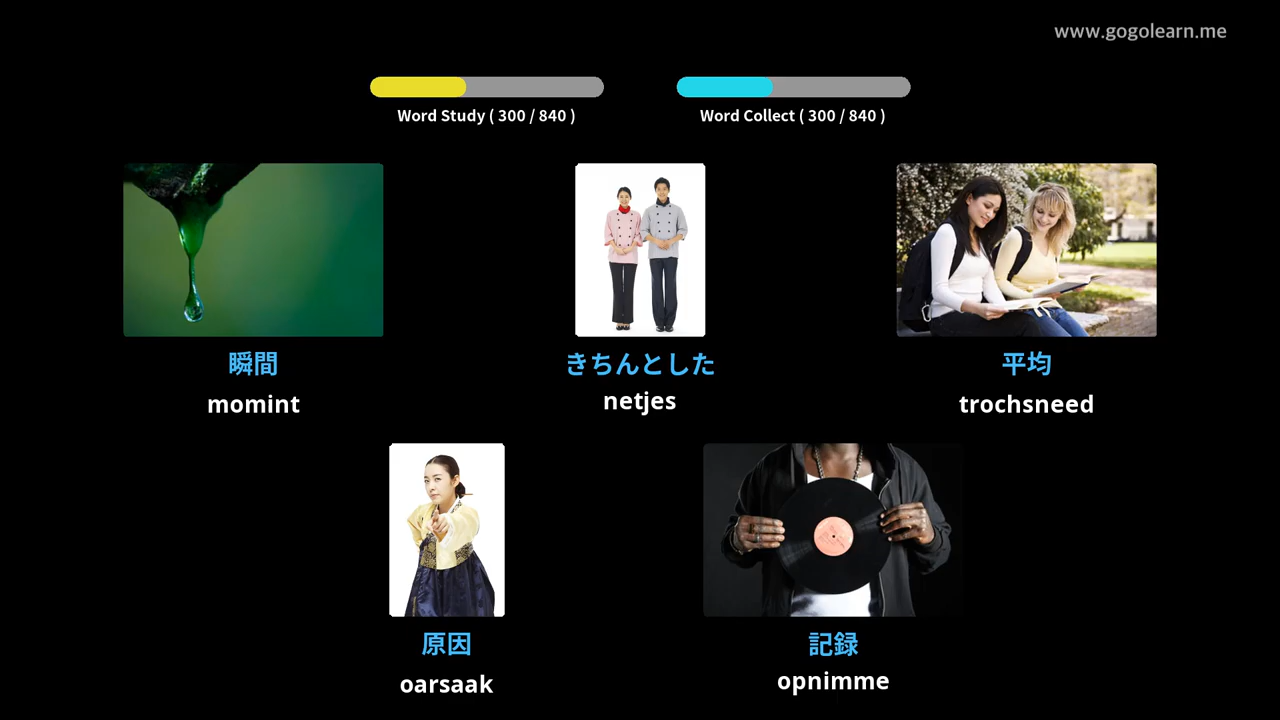 www.gogolearn.me
Word Study ( 300 / 840 )
Word Collect ( 300 / 840 )
瞬間
きちんとした
平均
momint
netjes
trochsneed
原因
記録
oarsaak
opnimme